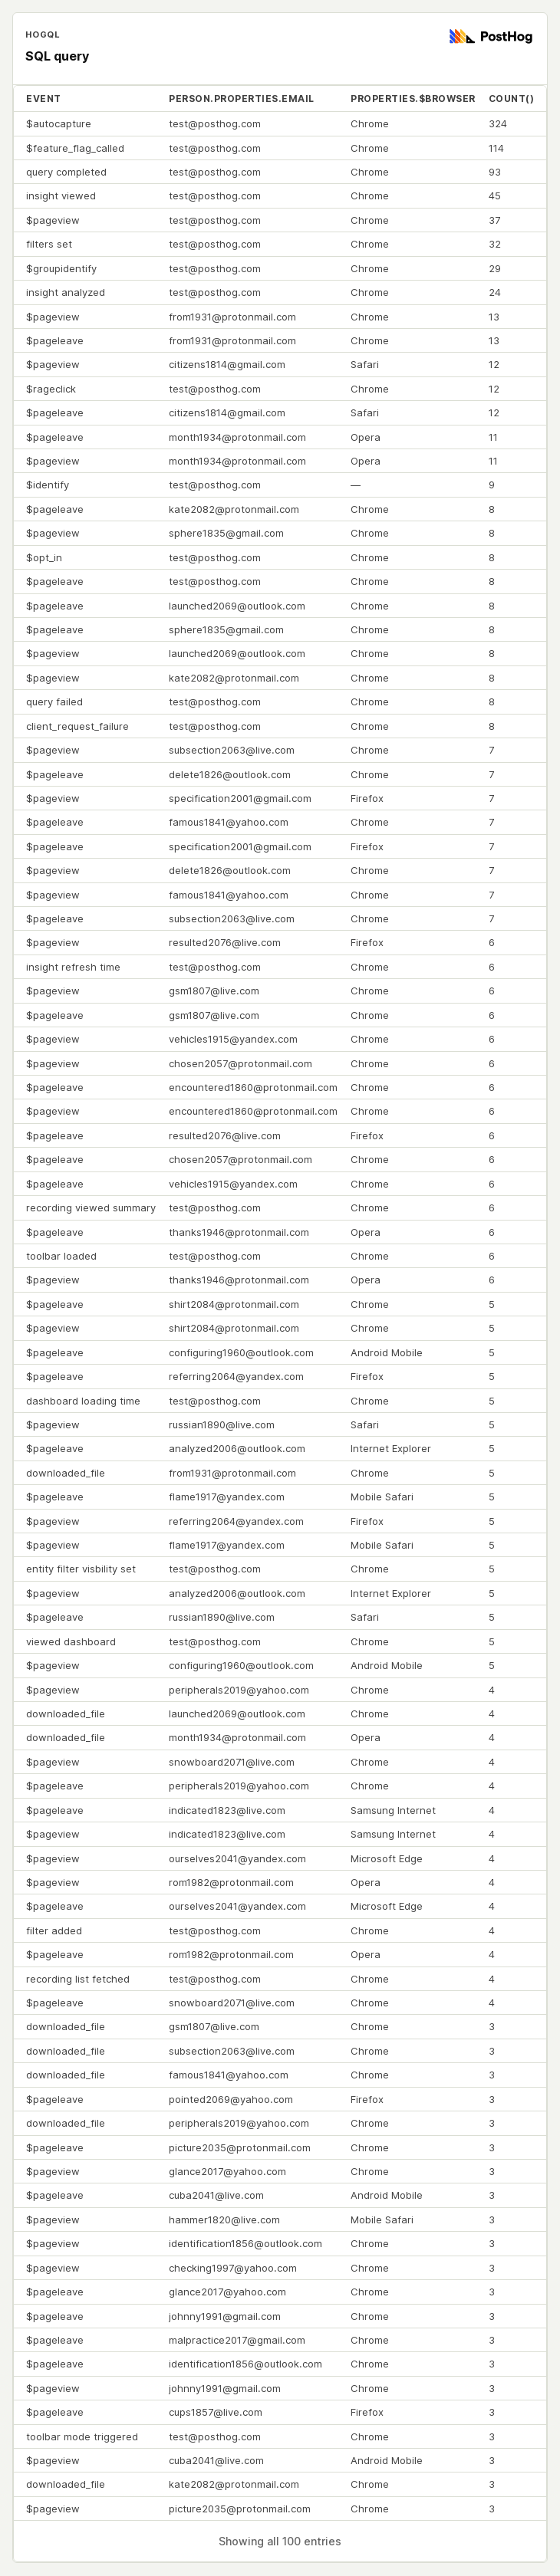 HOGQL
PostHog
SQL query
EVENT PERSON.PROPERTIES.EMAIL PROPERTIES.$BROWSER COUNT()
$autocapture test@posthog.com Chrome 324
$feature_flag_called test@posthog.com Chrome 114
query completed test@posthog.com Chrome 93
insight viewed test@posthog.com Chrome 45
$pageview test@posthog.com Chrome 37
filters set test@posthog.com Chrome 32
$groupidentify test@posthog.com Chrome 29
insight analyzed test@posthog.com Chrome 24
$pageview from1931@protonmail.com Chrome 13
$pageleave from1931@protonmail.com Chrome 13
$pageview citizens1814@gmail.com Safari 12
$rageclick test@posthog.com Chrome 12
$pageleave citizens1814@gmail.com Safari 12
$pageleave month1934@protonmail.com Opera 11
$pageview month1934@protonmail.com Opera 11
$identify test@posthog.com — 9
$pageleave kate2082@protonmail.com Chrome 8
$pageview sphere1835@gmail.com Chrome 8
$opt_in test@posthog.com Chrome 8
$pageleave test@posthog.com Chrome 8
$pageleave launched2069@outlook.com Chrome 8
$pageleave sphere1835@gmail.com Chrome 8
$pageview launched2069@outlook.com Chrome 8
$pageview kate2082@protonmail.com Chrome 8
query failed test@posthog.com Chrome 8
client_request_failure test@posthog.com Chrome 8
$pageview subsection2063@live.com Chrome 7
$pageleave delete1826@outlook.com Chrome 7
$pageview specification2001@gmail.com Firefox 7
$pageleave famous1841@yahoo.com Chrome 7
$pageleave specification2001@gmail.com Firefox 7
$pageview delete1826@outlook.com Chrome 7
$pageview famous1841@yahoo.com Chrome 7
$pageleave subsection2063@live.com Chrome 7
$pageview resulted2076@live.com Firefox 6
insight refresh time test@posthog.com Chrome 6
$pageview gsm1807@live.com Chrome 6
$pageleave gsm1807@live.com Chrome 6
$pageview vehicles1915@yandex.com Chrome 6
$pageview chosen2057@protonmail.com Chrome 6
$pageleave encountered1860@protonmail.com Chrome 6
$pageview encountered1860@protonmail.com Chrome 6
$pageleave resulted2076@live.com Firefox 6
$pageleave chosen2057@protonmail.com Chrome 6
$pageleave vehicles1915@yandex.com Chrome 6
recording viewed summary test@posthog.com Chrome 6
$pageleave thanks1946@protonmail.com Opera 6
toolbar loaded test@posthog.com Chrome 6
$pageview thanks1946@protonmail.com Opera 6
$pageleave shirt2084@protonmail.com Chrome 5
$pageview shirt2084@protonmail.com Chrome 5
$pageleave configuring1960@outlook.com Android Mobile 5
$pageleave referring2064@yandex.com Firefox 5
dashboard loading time test@posthog.com Chrome 5
$pageview russian1890@live.com Safari 5
$pageleave analyzed2006@outlook.com Internet Explorer 5
downloaded_file from1931@protonmail.com Chrome 5
$pageleave flame1917@yandex.com Mobile Safari 5
$pageview referring2064@yandex.com Firefox 5
$pageview flame1917@yandex.com Mobile Safari 5
entity filter visbility set test@posthog.com Chrome 5
$pageview analyzed2006@outlook.com Internet Explorer 5
$pageleave russian1890@live.com Safari 5
viewed dashboard test@posthog.com Chrome 5
$pageview configuring1960@outlook.com Android Mobile 5
$pageview peripherals2019@yahoo.com Chrome 4
downloaded_file launched2069@outlook.com Chrome 4
downloaded_file month1934@protonmail.com Opera 4
$pageview snowboard2071@live.com Chrome 4
$pageleave peripherals2019@yahoo.com Chrome 4
$pageleave indicated1823@live.com Samsung Internet 4
$pageview indicated1823@live.com Samsung Internet 4
$pageview ourselves2041@yandex.com Microsoft Edge 4
$pageview rom1982@protonmail.com Opera 4
$pageleave ourselves2041@yandex.com Microsoft Edge 4
filter added test@posthog.com Chrome 4
$pageleave rom1982@protonmail.com Opera 4
recording list fetched test@posthog.com Chrome 4
$pageleave snowboard2071@live.com Chrome 4
downloaded_file gsm1807@live.com Chrome 3
downloaded_file subsection2063@live.com Chrome 3
downloaded_file famous1841@yahoo.com Chrome 3
$pageleave pointed2069@yahoo.com Firefox 3
downloaded_file peripherals2019@yahoo.com Chrome 3
$pageleave picture2035@protonmail.com Chrome 3
$pageview glance2017@yahoo.com Chrome 3
$pageleave cuba2041@live.com Android Mobile 3
$pageview hammer1820@live.com Mobile Safari 3
$pageview identification1856@outlook.com Chrome 3
$pageview checking1997@yahoo.com Chrome 3
$pageleave glance2017@yahoo.com Chrome 3
$pageleave johnny1991@gmail.com Chrome 3
$pageleave malpractice2017@gmail.com Chrome 3
$pageleave identification1856@outlook.com Chrome 3
$pageview johnny1991@gmail.com Chrome 3
$pageleave cups1857@live.com Firefox 3
toolbar mode triggered test@posthog.com Chrome 3
$pageview cuba2041@live.com Android Mobile 3
downloaded_file kate2082@protonmail.com Chrome 3
$pageview picture2035@protonmail.com Chrome 3
Showing all 100 entries